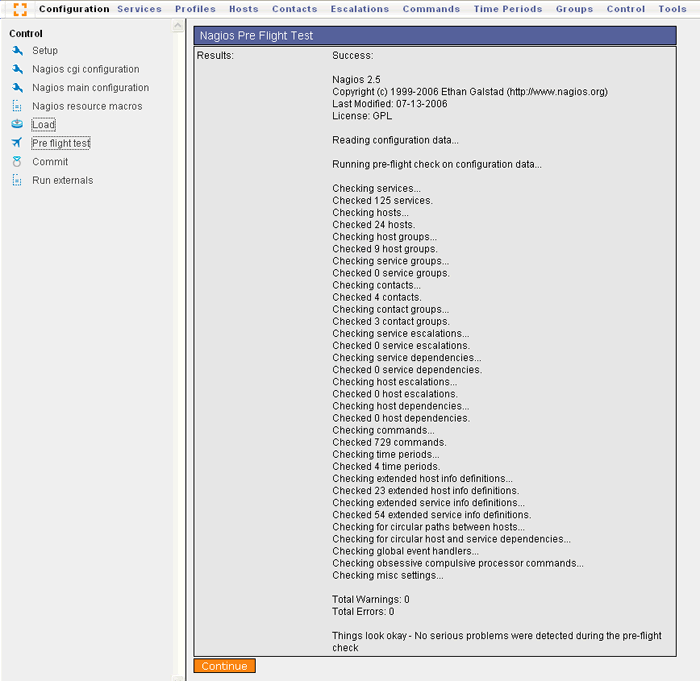 Configuration Services Profiles Hosts Contacts Escalations Commands Time Periods Groups Control Tools
Control
Setup
Nagios cgi configuration
Nagios main configuration
Nagios resource macros
Load
Pre flight test
Commit
Run externals
Nagios Pre Flight Test
Results: Success:
Nagios 2.5
Copyright (c) 1999-2006 Ethan Galstad (http://www.nagios.org)
Last Modified: 07-13-2006
License: GPL
Reading configuration data...
Running pre-flight check on configuration data...
Checking services...
Checked 125 services.
Checking hosts...
Checked 24 hosts.
Checking host groups...
Checked 9 host groups.
Checking service groups...
Checked 0 service groups.
Checking contacts...
Checked 4 contacts.
Checking contact groups...
Checked 3 contact groups.
Checking service escalations...
Checked 0 service escalations.
Checking service dependencies...
Checked 0 service dependencies.
Checking host escalations...
Checked 0 host escalations.
Checking host dependencies...
Checked 0 host dependencies.
Checking commands...
Checked 729 commands.
Checking time periods...
Checked 4 time periods.
Checking extended host info definitions...
Checked 23 extended host info definitions.
Checking extended service info definitions...
Checked 54 extended service info definitions.
Checking for circular paths between hosts...
Checking for circular host and service dependencies...
Checking global event handlers...
Checking obsessive compulsive processor commands...
Checking misc settings...
Total Warnings: 0
Total Errors: 0
Things look okay - No serious problems were detected during the pre-flight
check
Continue